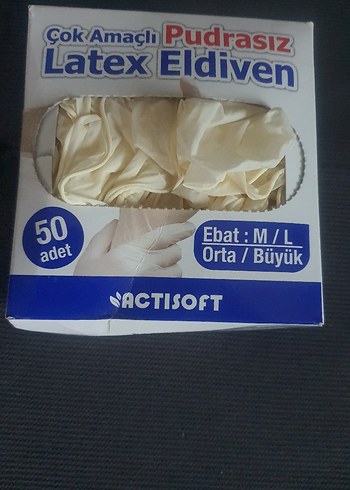 Çok Amaçlı Pudrasız
Latex Eldiven
50
adet
Ebat : M / L
Orta / Büyük
ACTISOFT